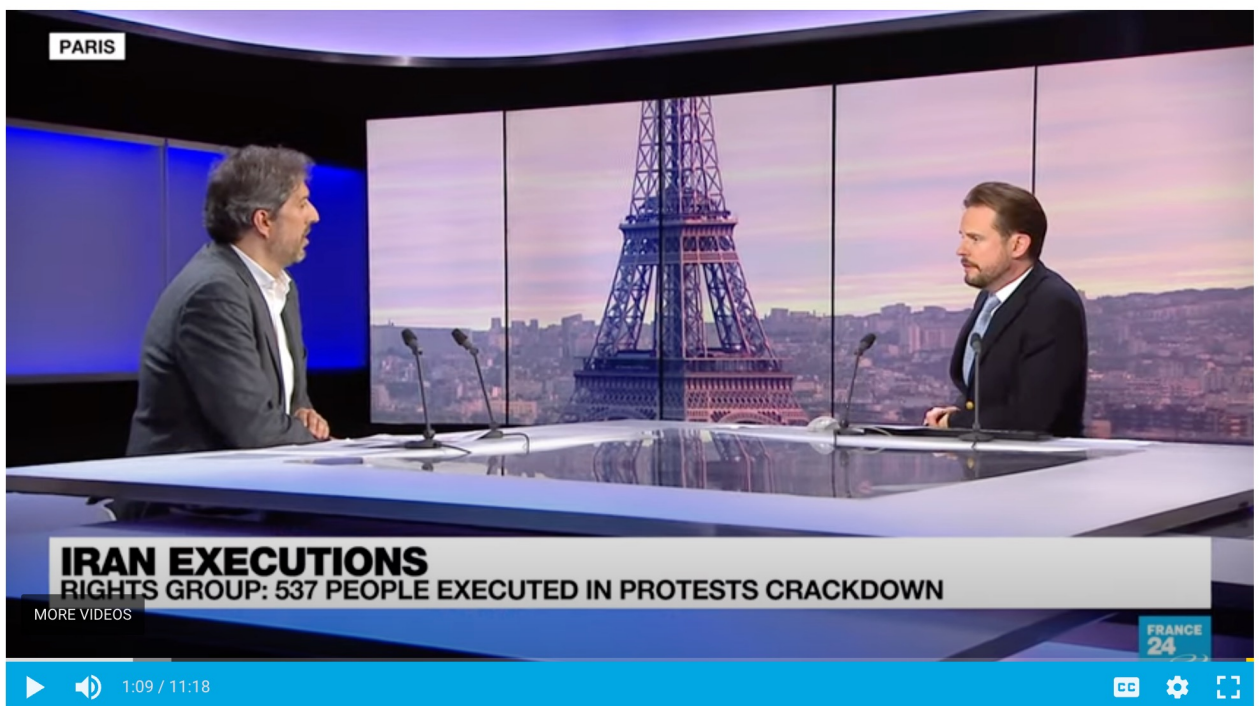 PARIS
IRAN EXECUTIONS
RIGHTS GROUP: 537 PEOPLE EXECUTED IN PROTESTS CRACKDOWN
MORE VIDEOS
FRANCE
24
1:09 / 11:18
CC